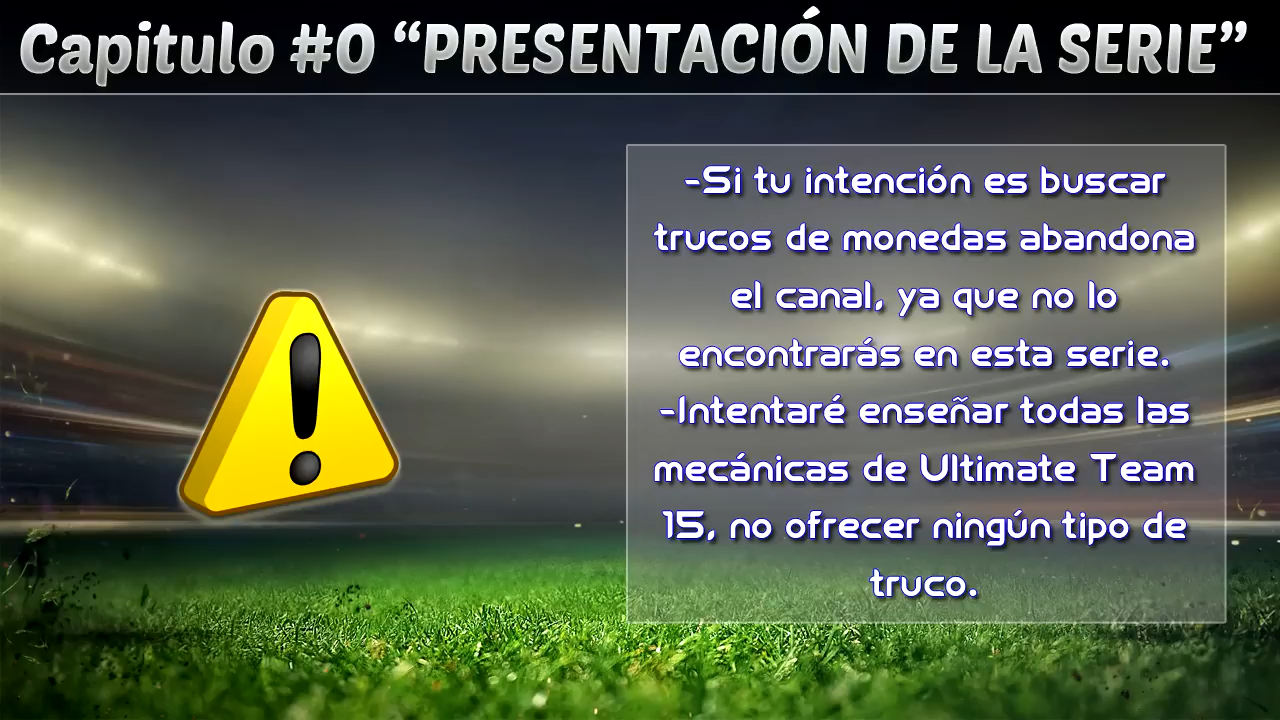 Capitulo #0 “PRESENTACIÓN DE LA SERIE”
-Si tu intención es buscar
trucos de monedas abandona
el canal, ya que no lo
encontrarás en esta serie.
-Intentaré enseñar todas las
mecánicas de Ultimate Team
15, no ofrecer ningún tipo de
truco.